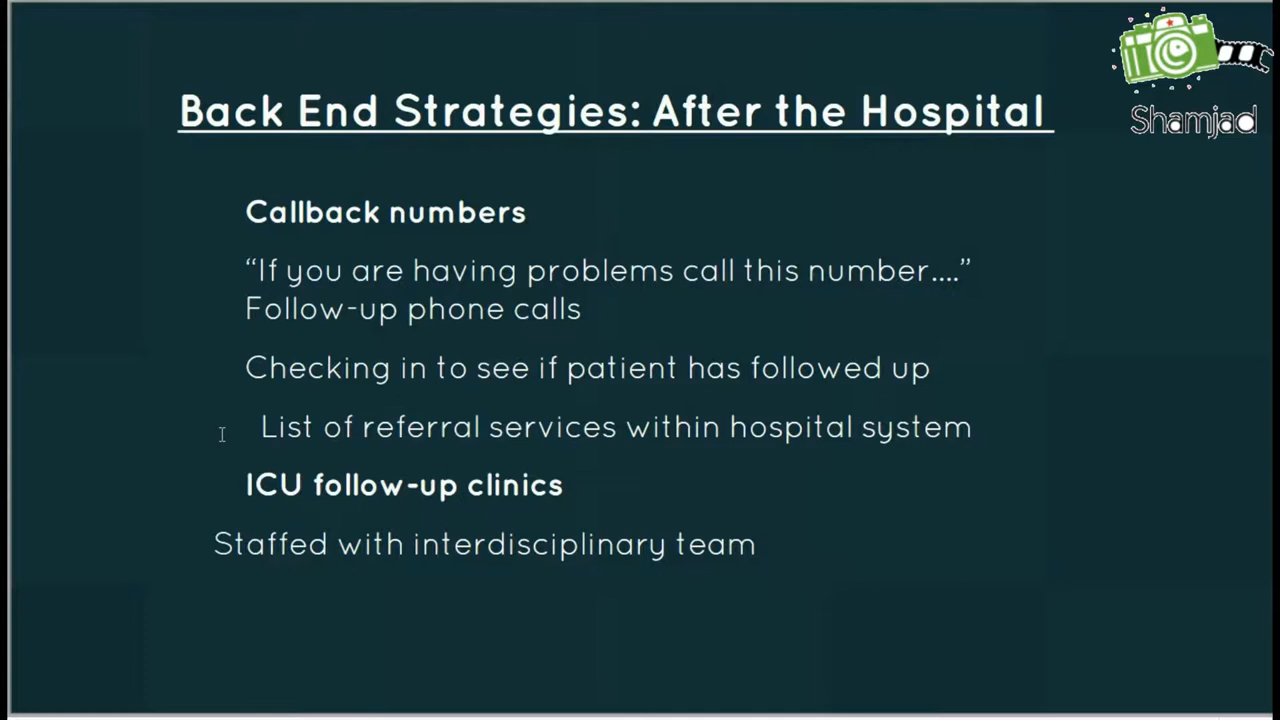 Shamjad
Back End Strategies: After the Hospital
Callback numbers
“If you are having problems call this number....”
Follow-up phone calls
Checking in to see if patient has followed up
List of referral services within hospital system
ICU follow-up clinics
Staffed with interdisciplinary team